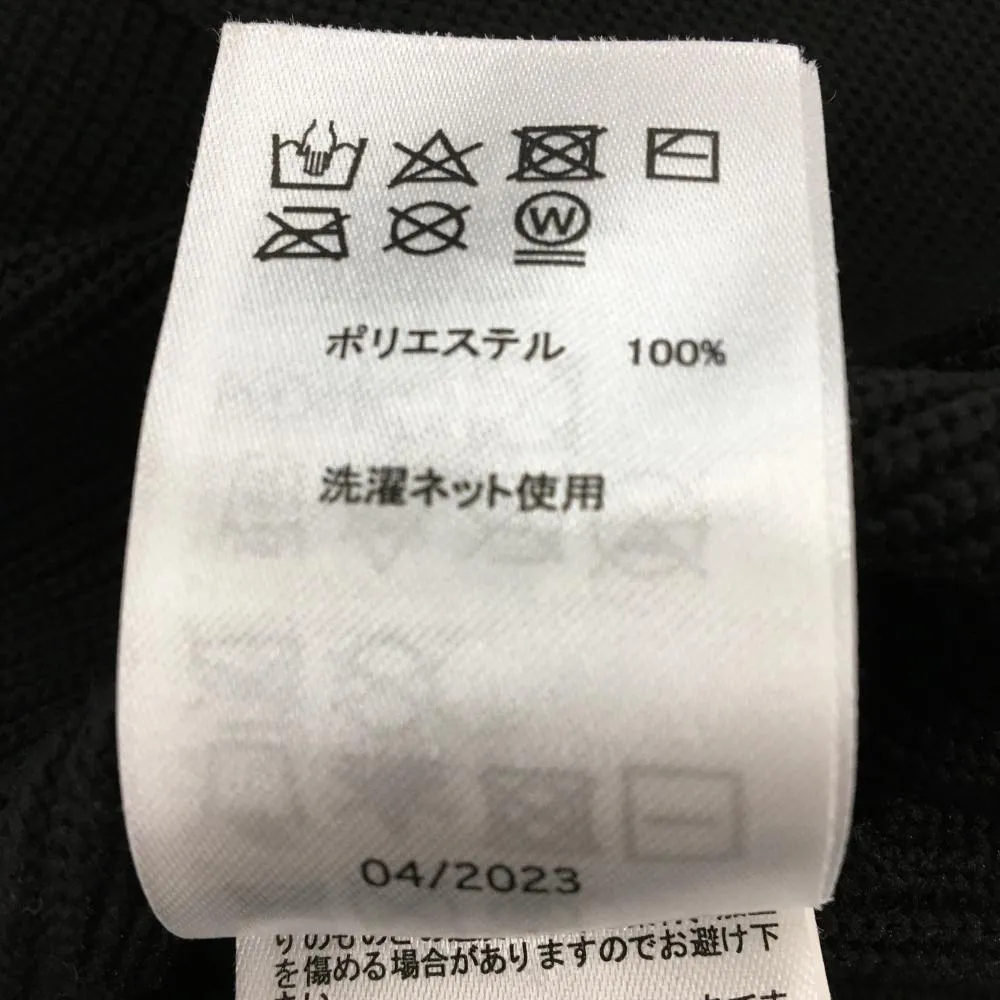 W
ポリエステル 100%
洗濯ネット使用
04/2023
を傷める場合がありますのでお避け下